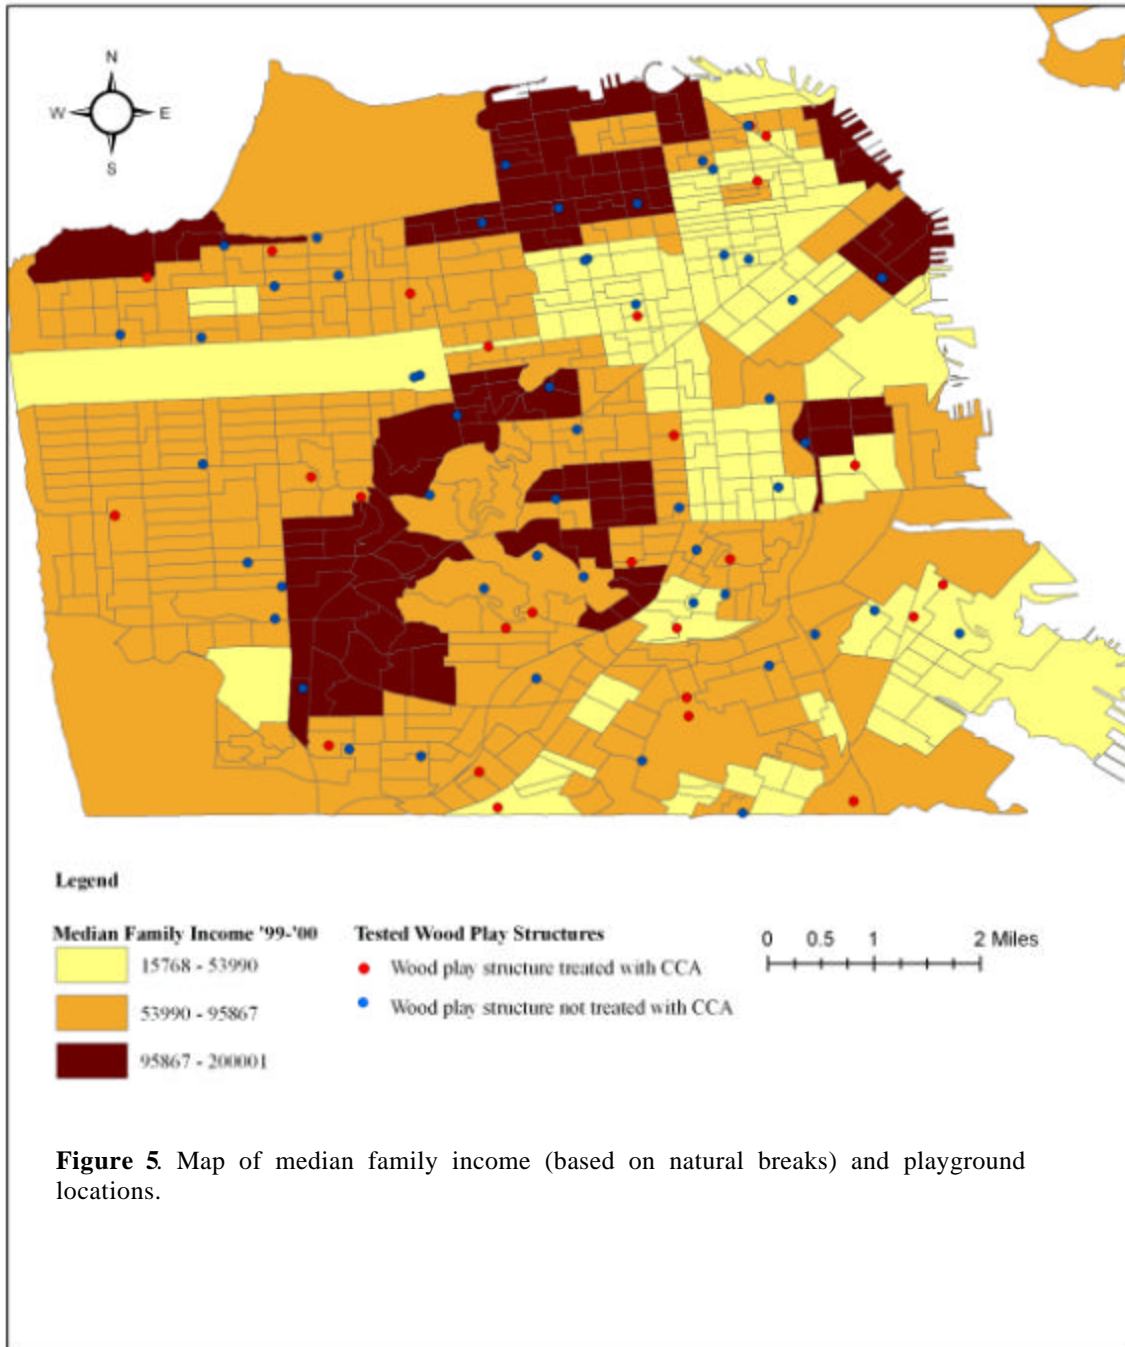 N
W E
S
Legend
Median Family Income '99-'00
15768 - 53990
53990 - 95867
95867 - 200001
Tested Wood Play Structures
Wood play structure treated with CCA
Wood play structure not treated with CCA
0 0.5 1 2 Miles
Figure 5. Map of median family income (based on natural breaks) and playground
locations.